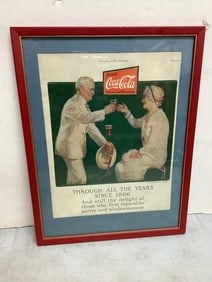 Drink
Coca-Cola
THROUGH ALL THE YEARS
SINCE 1886
And still the delight of
those who first enjoyed its
purity and wholesomeness